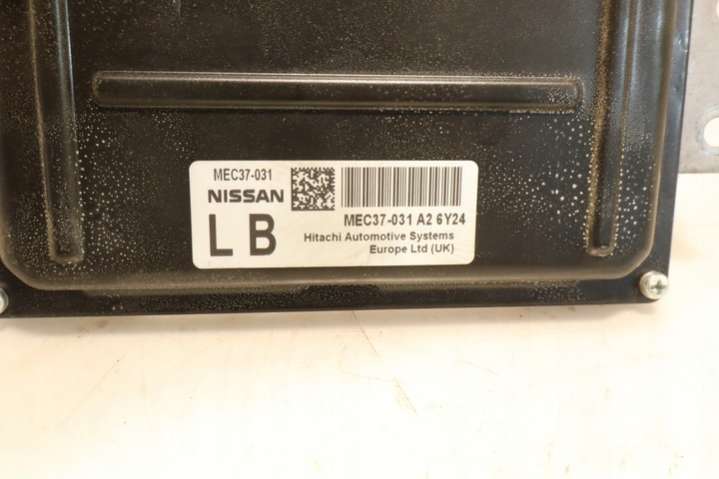 MEC37-031
NISSAN
L B
MEC37-031 A2 6Y24
Hitachi Automotive Systems
Europe Ltd (UK)